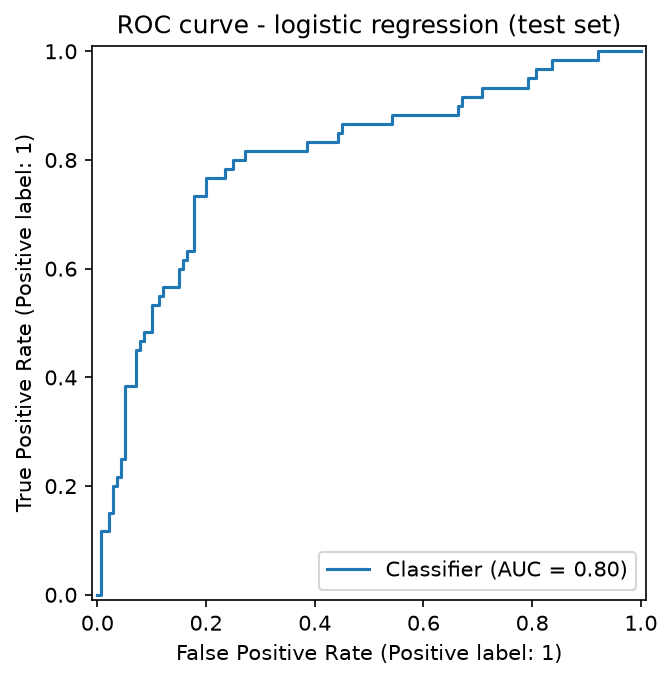 ROC curve - logistic regression (test set)
True Positive Rate (Positive label: 1)
1.0
0.8
0.6
0.4
0.2
0.0
Classifier (AUC = 0.80)
0.0 0.2 0.4 0.6 0.8 1.0
False Positive Rate (Positive label: 1)